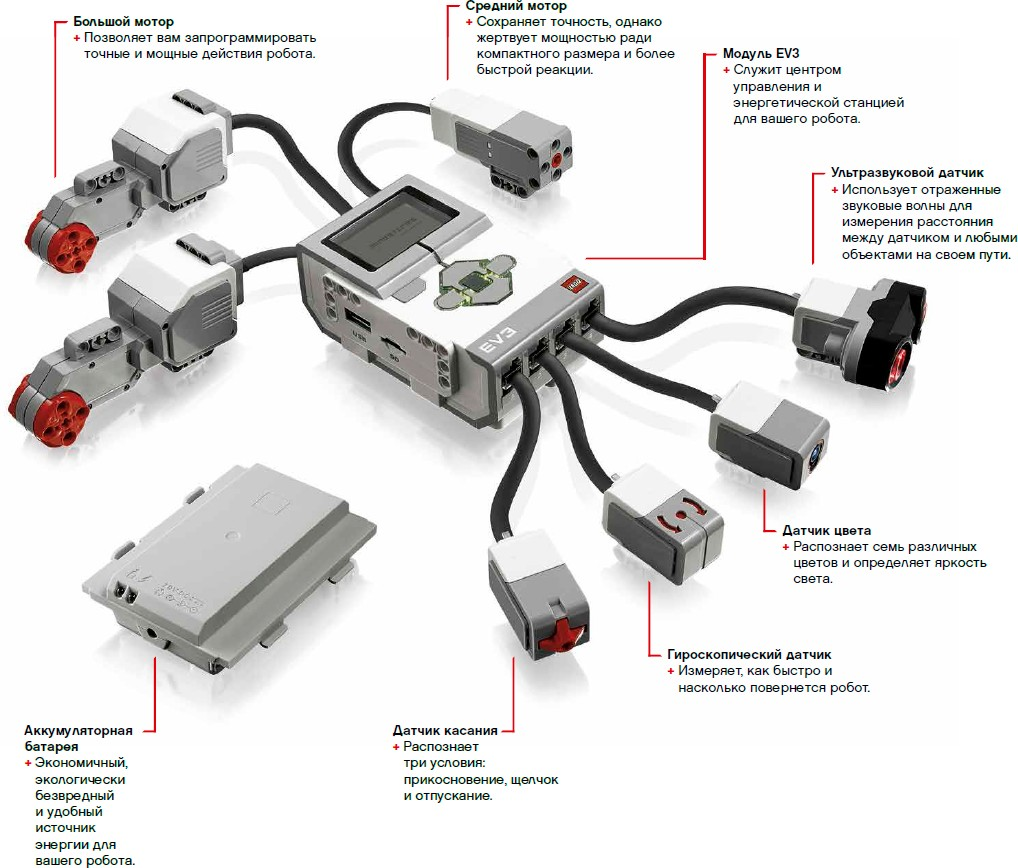 Большой мотор
+ Позволяет вам запрограммировать
точные и мощные действия робота.
Средний мотор
+ Сохраняет точность, однако
жертвует мощностью ради
компактного размера и более
быстрой реакции.
Модуль EV3
+ Служит центром
управления и
энергетической станцией
для вашего робота.
Ультразвуковой датчик
+ Использует отраженные
звуковые волны для
измерения расстояния
между датчиком и любыми
объектами на своем пути.
EV3
USB
SD
LEGO
Датчик цвета
+ Распознает семь различных
цветов и определяет яркость
света.
Гироскопический датчик
+ Измеряет, как быстро и
насколько повернется робот.
Датчик касания
+ Распознает
три условия:
прикосновение, щелчок
и отпускание.
Аккумуляторная
батарея
+ Экономичный,
экологически
безвредный
и удобный
источник
энергии для
вашего робота.